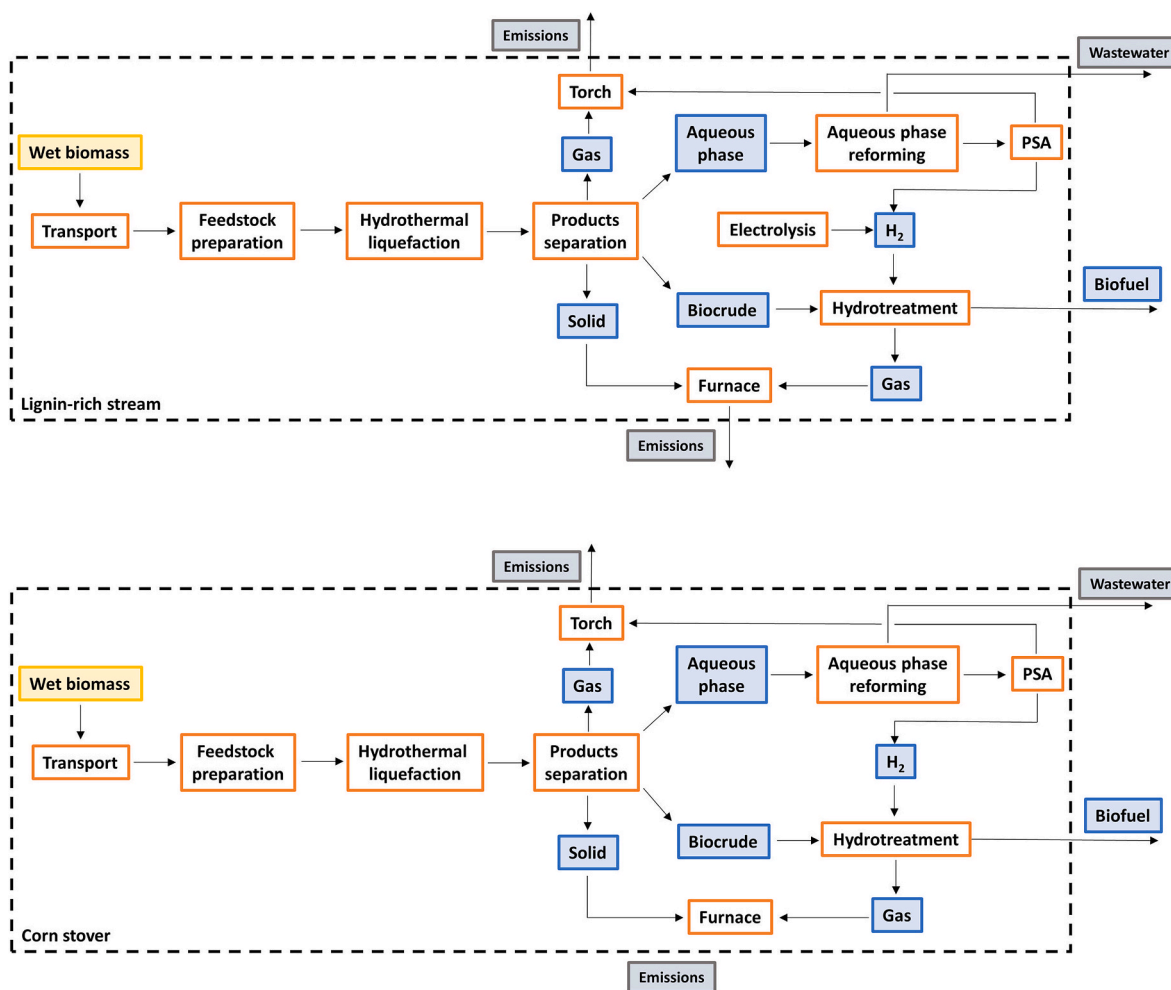 Emissions
Wastewater
Torch
Wet biomass
Gas
Aqueous
phase
Aqueous phase
reforming
PSA
Transport
Feedstock
preparation
Hydrothermal
liquefaction
Products
separation
Electrolysis
H₂
Solid
Biocrude
Hydrotreatment
Biofuel
Furnace
Gas
Lignin-rich stream
Emissions
Emissions
Wastewater
Torch
Wet biomass
Gas
Aqueous
phase
Aqueous phase
reforming
PSA
Transport
Feedstock
preparation
Hydrothermal
liquefaction
Products
separation
H₂
Solid
Biocrude
Hydrotreatment
Biofuel
Furnace
Gas
Corn stover
Emissions